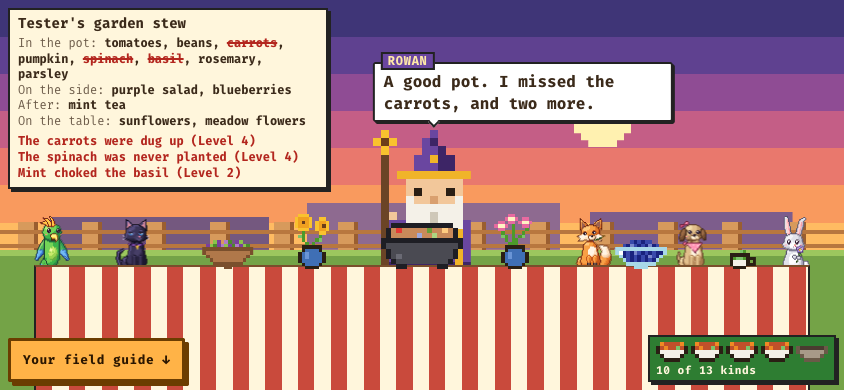 Tester's garden stew
In the pot: tomatoes, beans, carrots,
pumpkin, spinach, basil, rosemary,
parsley
On the side: purple salad, blueberries
After: mint tea
On the table: sunflowers, meadow flowers
The carrots were dug up (Level 4)
The spinach was never planted (Level 4)
Mint choked the basil (Level 2)
ROWAN
A good pot. I missed the
carrots, and two more.
Your field guide ↓
10 of 13 kinds